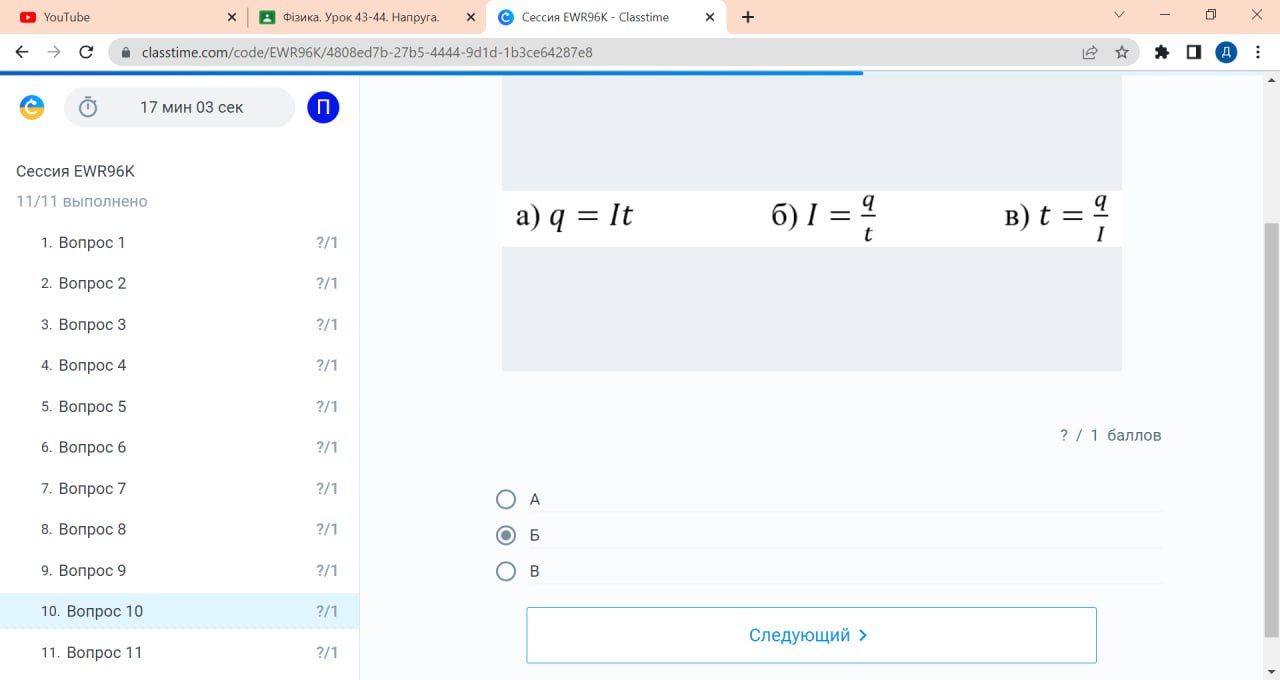 YouTube
Фізика. Урок 43-44. Напруга.
Сессия EWR96K - Classtime
classtime.com/code/EWR96K/4808ed7b-27b5-4444-9d1d-1b3ce64287e8
Д
17 мин 03 сек
П
Сессия EWR96K
11/11 выполнено
1. Вопрос 1 ?/1
2. Вопрос 2 ?/1
3. Вопрос 3 ?/1
4. Вопрос 4 ?/1
5. Вопрос 5 ?/1
6. Вопрос 6 ?/1
7. Вопрос 7 ?/1
8. Вопрос 8 ?/1
9. Вопрос 9 ?/1
10. Вопрос 10 ?/1
11. Вопрос 11 ?/1
а) q = It б) I = q/t в) t = q/I
? / 1 баллов
А
Б
В
Следующий